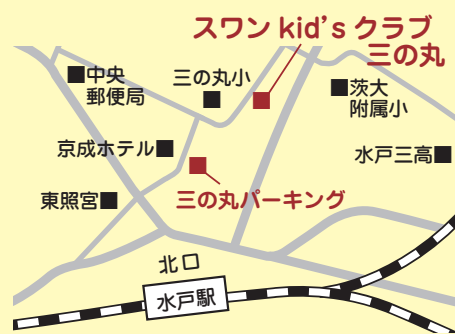 スワン kid's クラブ
三の丸
中央
郵便局
三の丸小
茨大
附属小
京成ホテル
水戸三高
東照宮
三の丸パーキング
北口
水戸駅